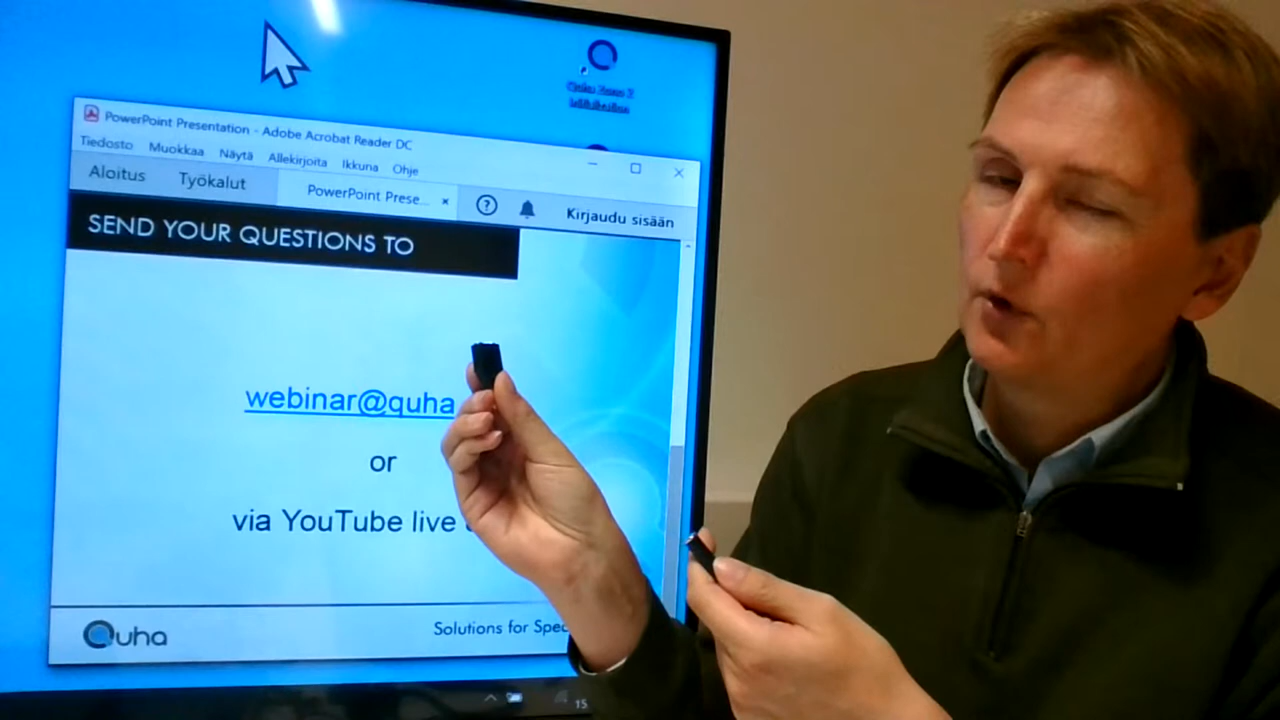 PowerPoint Presentation - Adobe Acrobat Reader DC
Tiedosto Muokkaa Näytä Allekirjoita Ikkuna Ohje
Aloitus Työkalut PowerPoint Prese... Kirjaudu sisään
SEND YOUR QUESTIONS TO
webinar@quha
or
via YouTube live
Quha Solutions for Spec
15